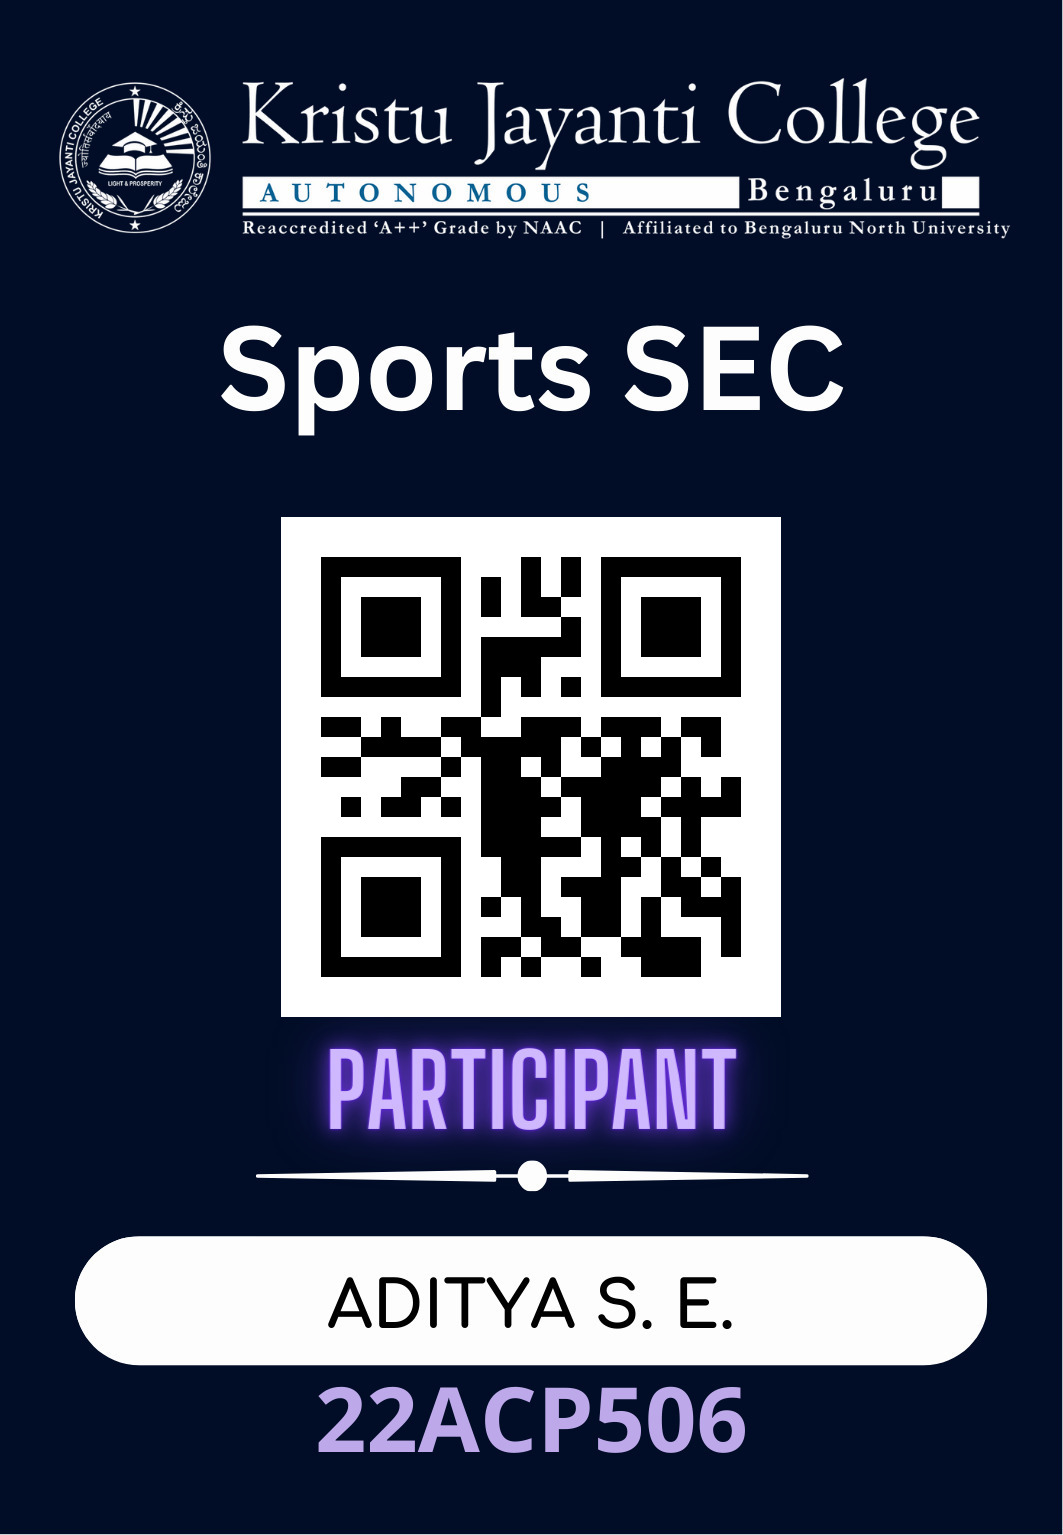 KRISTU JAYANTI COLLEGE
LIGHT & PROSPERITY
Kristu Jayanti College
AUTONOMOUS Bengaluru
Reaccredited ‘A++’ Grade by NAAC | Affiliated to Bengaluru North University
Sports SEC
PARTICIPANT
ADITYA S. E.
22ACP506